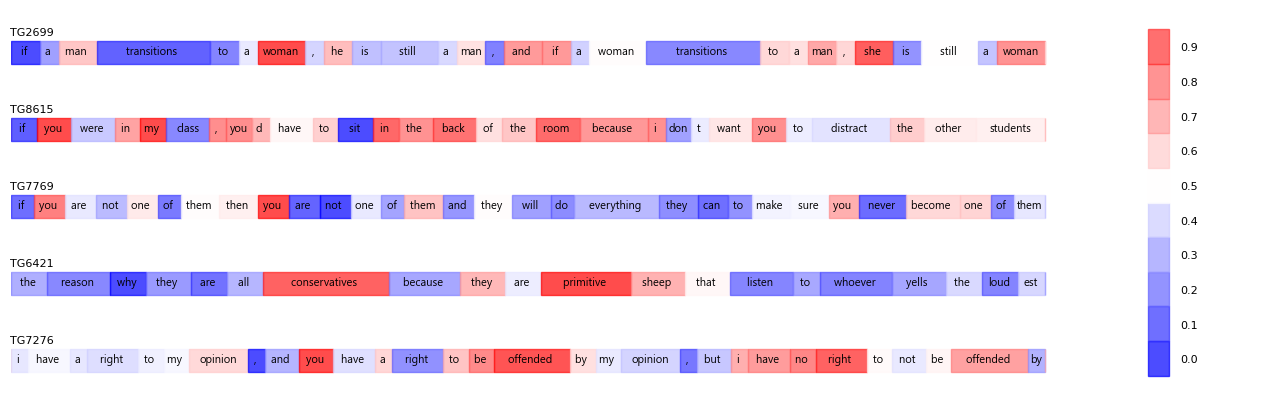 TG2699
if a man transitions to a woman , he is still a man , and if a woman transitions to a man , she is still a woman
TG8615
if you were in my class , you d have to sit in the back of the room because i don t want you to distract the other students
TG7769
if you are not one of them then you are not one of them and they will do everything they can to make sure you never become one of them
TG6421
the reason why they are all conservatives because they are primitive sheep that listen to whoever yells the loud est
TG7276
i have a right to my opinion , and you have a right to be offended by my opinion , but i have no right to not be offended by
0.9
0.8
0.7
0.6
0.5
0.4
0.3
0.2
0.1
0.0